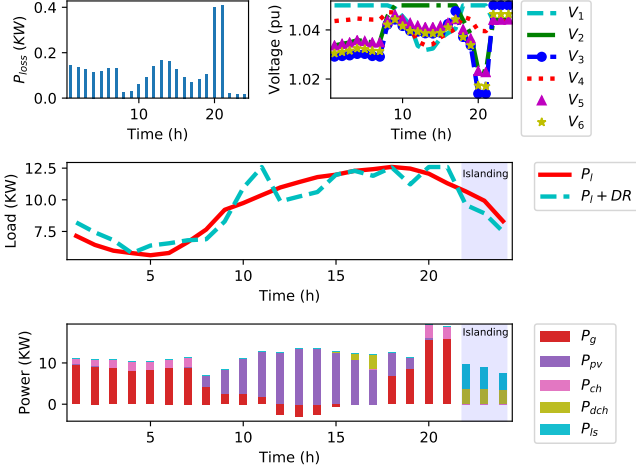 0.4
0.2
0.0
P_loss (KW)
10
20
Time (h)
1.04
1.02
Voltage (pu)
10
20
Time (h)
V_1
V_2
V_3
V_4
V_5
V_6
12.5
10.0
7.5
Load (KW)
Islanding
5
10
15
20
Time (h)
P_l
P_l + DR
10
0
Power (KW)
Islanding
5
10
15
20
Time (h)
P_g
P_pv
P_ch
P_dch
P_ls